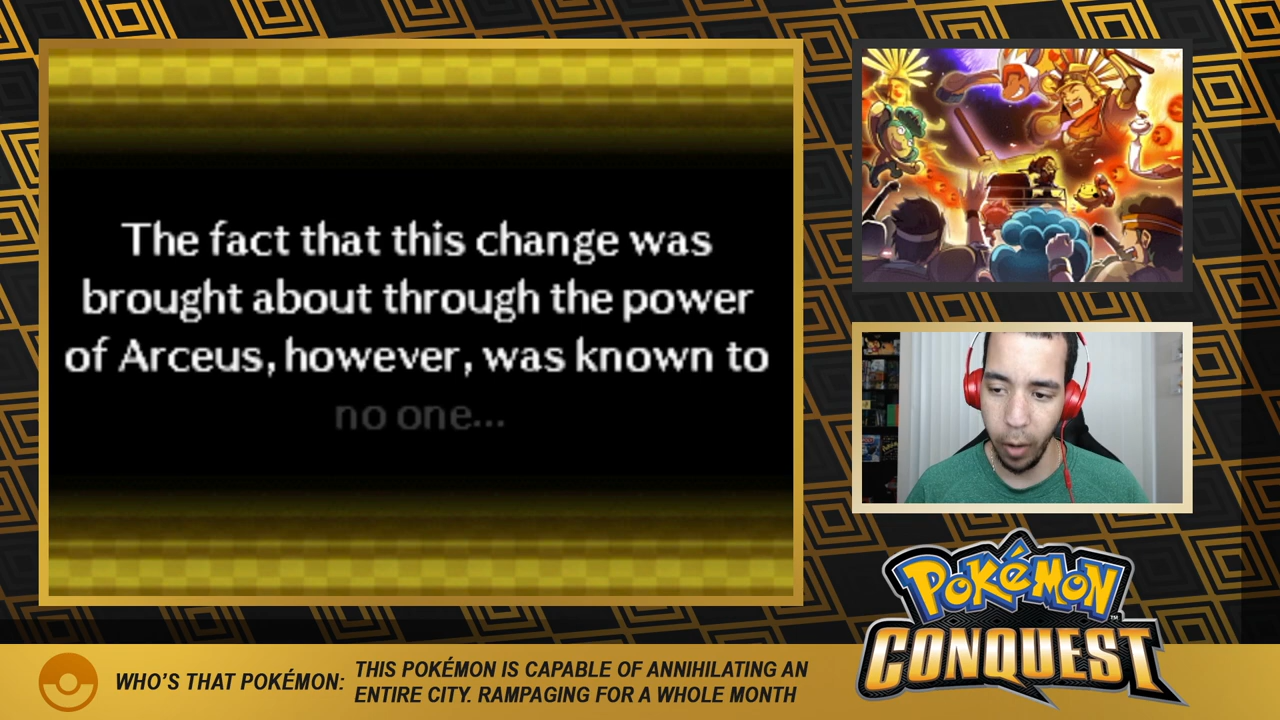 The fact that this change was
brought about through the power
of Arceus, however, was known to
no one...
POKéMON
CONQUEST
WHO'S THAT POKÉMON:
THIS POKÉMON IS CAPABLE OF ANNIHILATING AN
ENTIRE CITY. RAMPAGING FOR A WHOLE MONTH